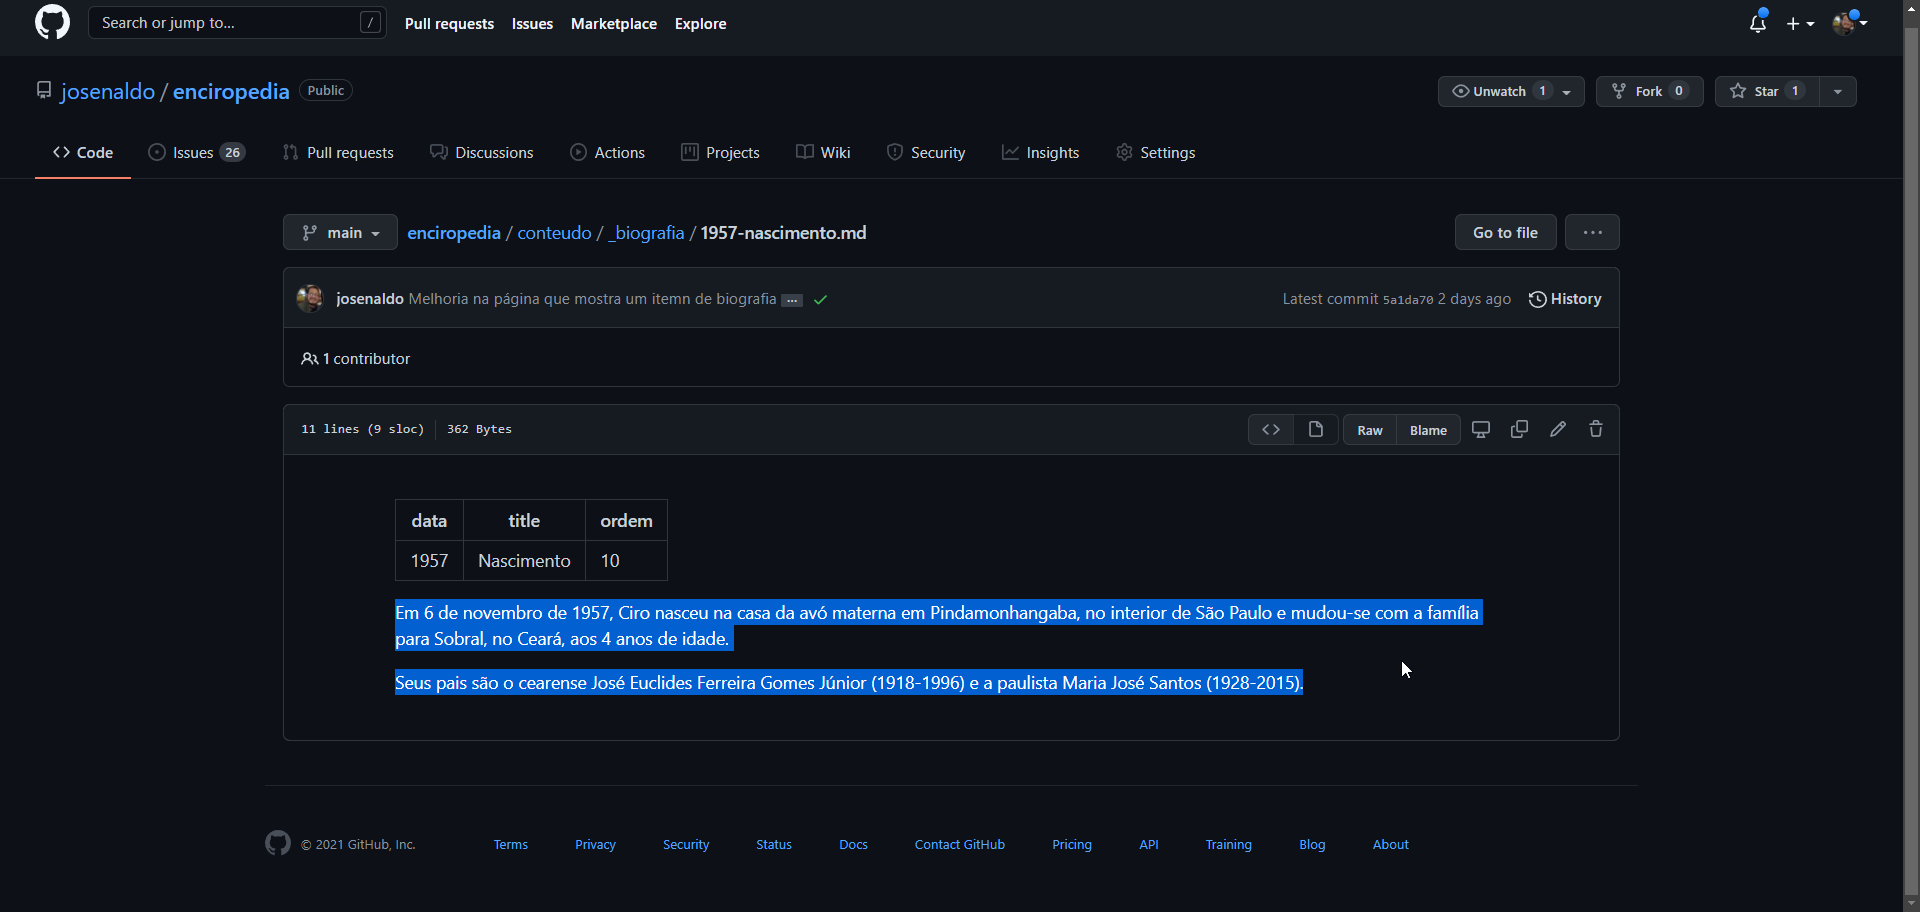 Search or jump to... /
Pull requests Issues Marketplace Explore
josenaldo / enciropedia Public
Unwatch 1 Fork 0 Star 1
Code Issues 26 Pull requests Discussions Actions Projects Wiki Security Insights Settings
main enciropedia / conteudo / _biografia / 1957-nascimento.md Go to file ...
josenaldo Melhoria na página que mostra um itemn de biografia ... Latest commit 5a1da70 2 days ago History
1 contributor
11 lines (9 sloc) 362 Bytes Raw Blame
data title ordem
1957 Nascimento 10
Em 6 de novembro de 1957, Ciro nasceu na casa da avó materna em Pindamonhangaba, no interior de São Paulo e mudou-se com a família
para Sobral, no Ceará, aos 4 anos de idade.
Seus pais são o cearense José Euclides Ferreira Gomes Júnior (1918-1996) e a paulista Maria José Santos (1928-2015).
© 2021 GitHub, Inc. Terms Privacy Security Status Docs Contact GitHub Pricing API Training Blog About